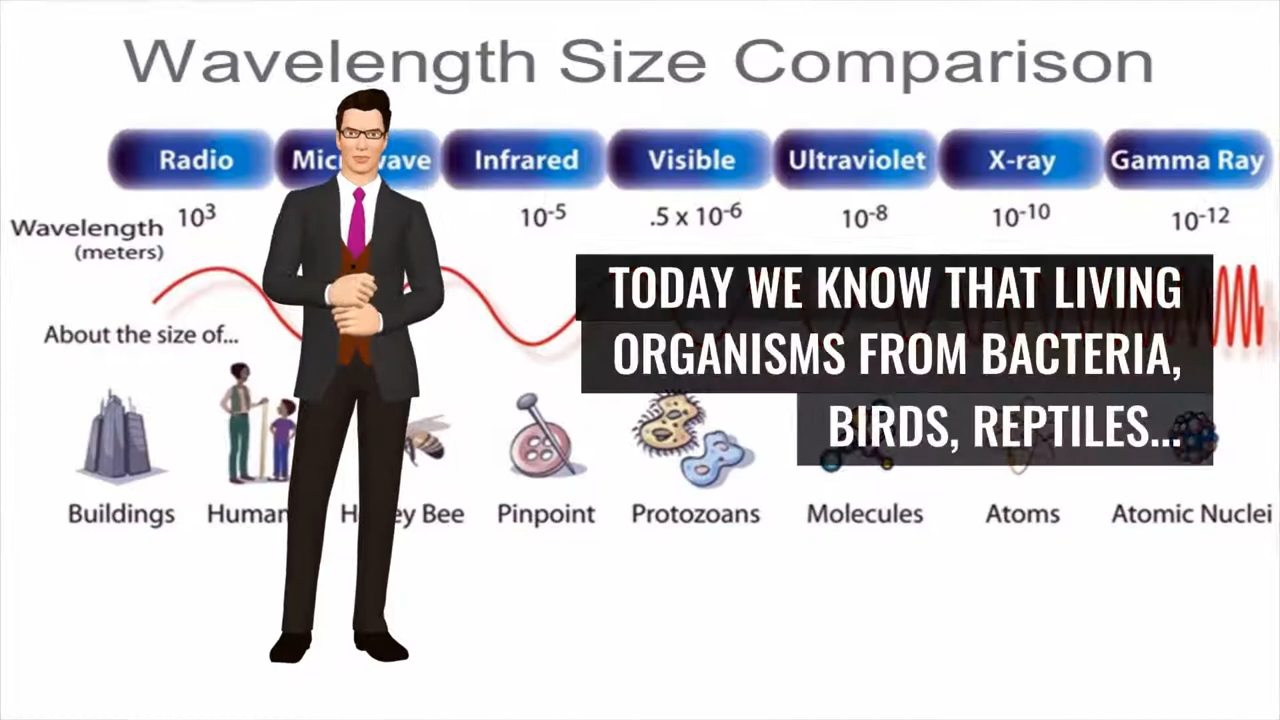 Wavelength Size Comparison
Radio Infrared Visible Ultraviolet X-ray Gamma Ray
Wavelength (meters) 10³ 10⁻⁵ .5 x 10⁻⁶ 10⁻⁸ 10⁻¹⁰ 10⁻¹²
TODAY WE KNOW THAT LIVING
ORGANISMS FROM BACTERIA,
BIRDS, REPTILES...
About the size of...
Buildings Human Bee Pinpoint Protozoans Molecules Atoms Atomic Nuclei